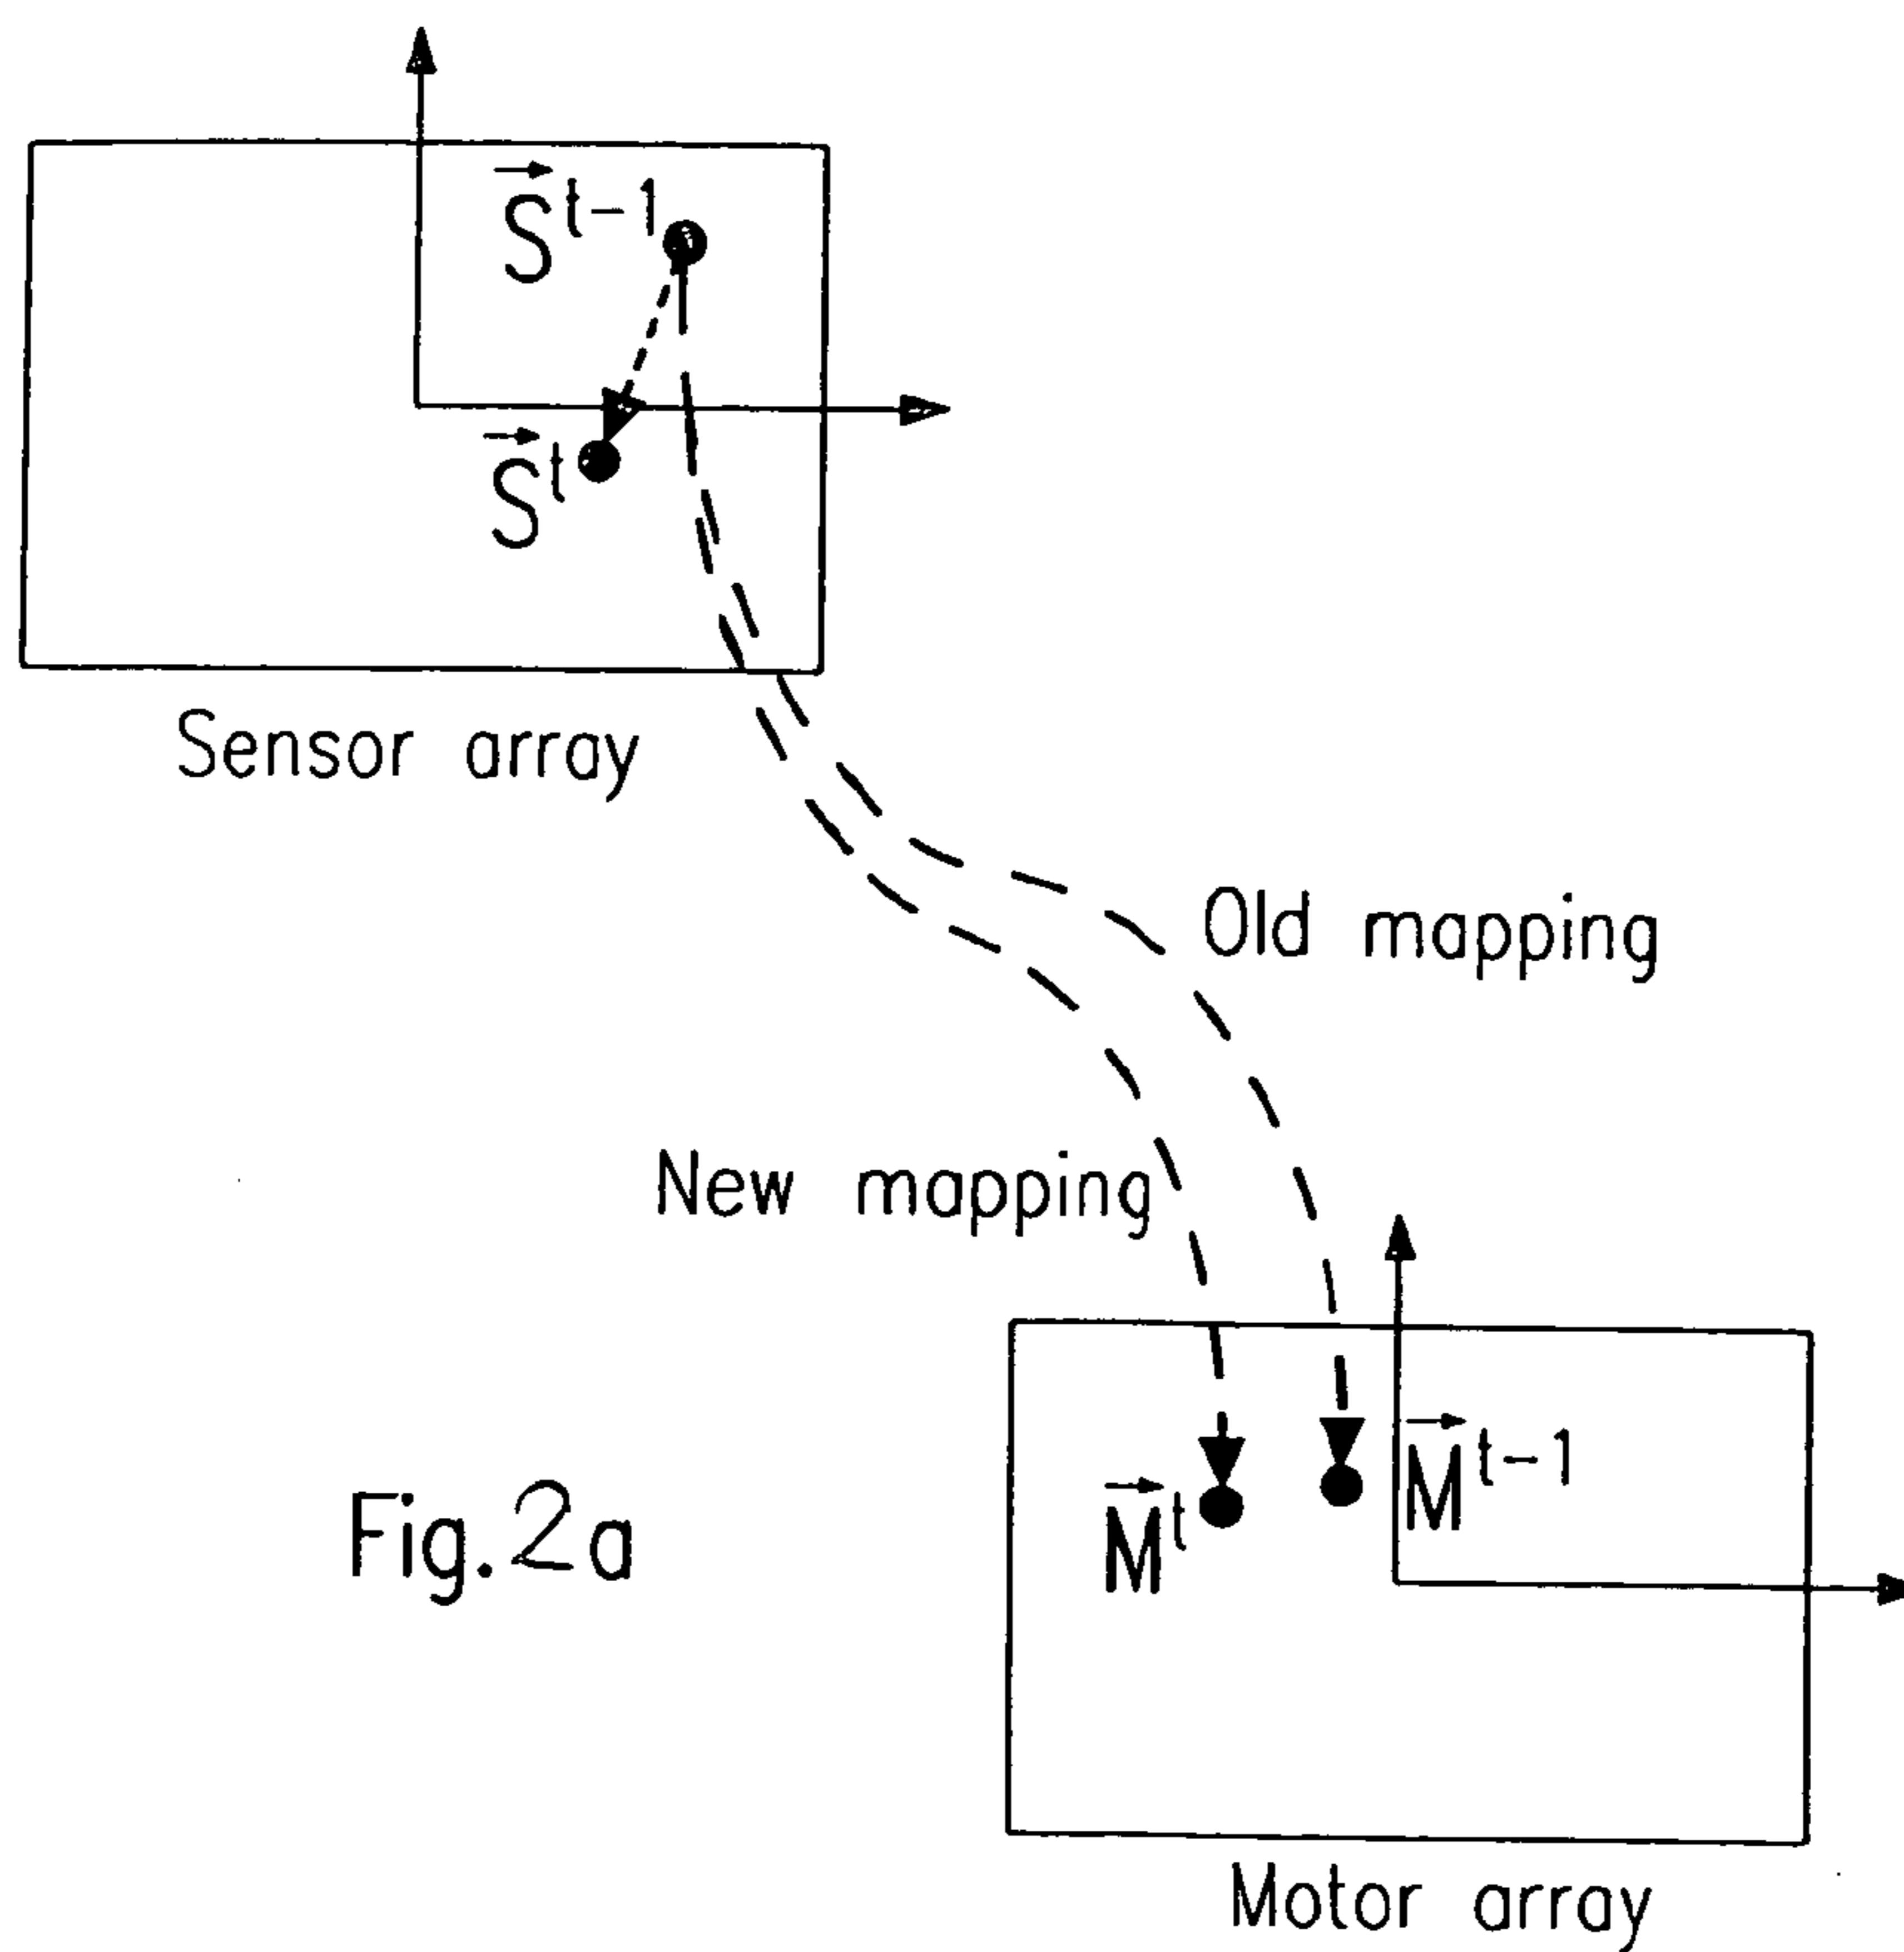 S⃗ t-1
S⃗ t
Sensor array
Old mapping
New mapping
M⃗ t-1
M⃗ t
Fig. 2a
Motor array